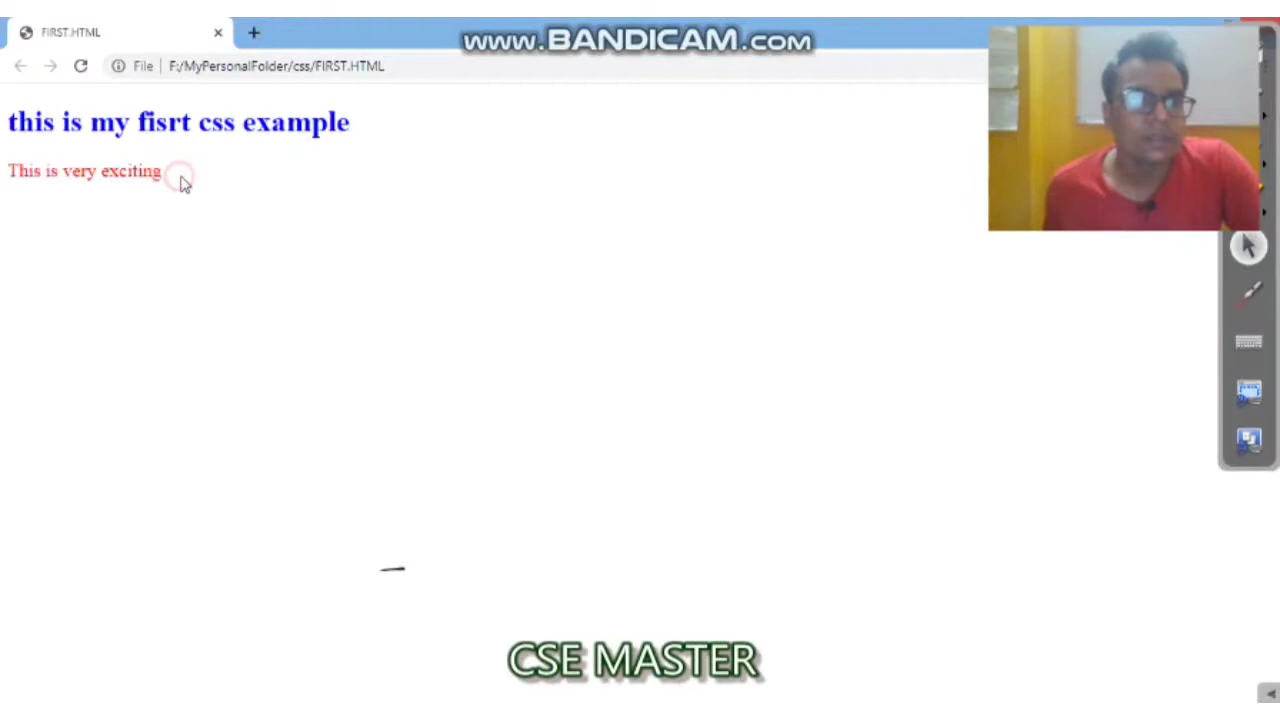 FIRST.HTML
www.BANDICAM.com
File | F:/MyPersonalFolder/css/FIRST.HTML
this is my fisrt css example
This is very exciting
CSE MASTER